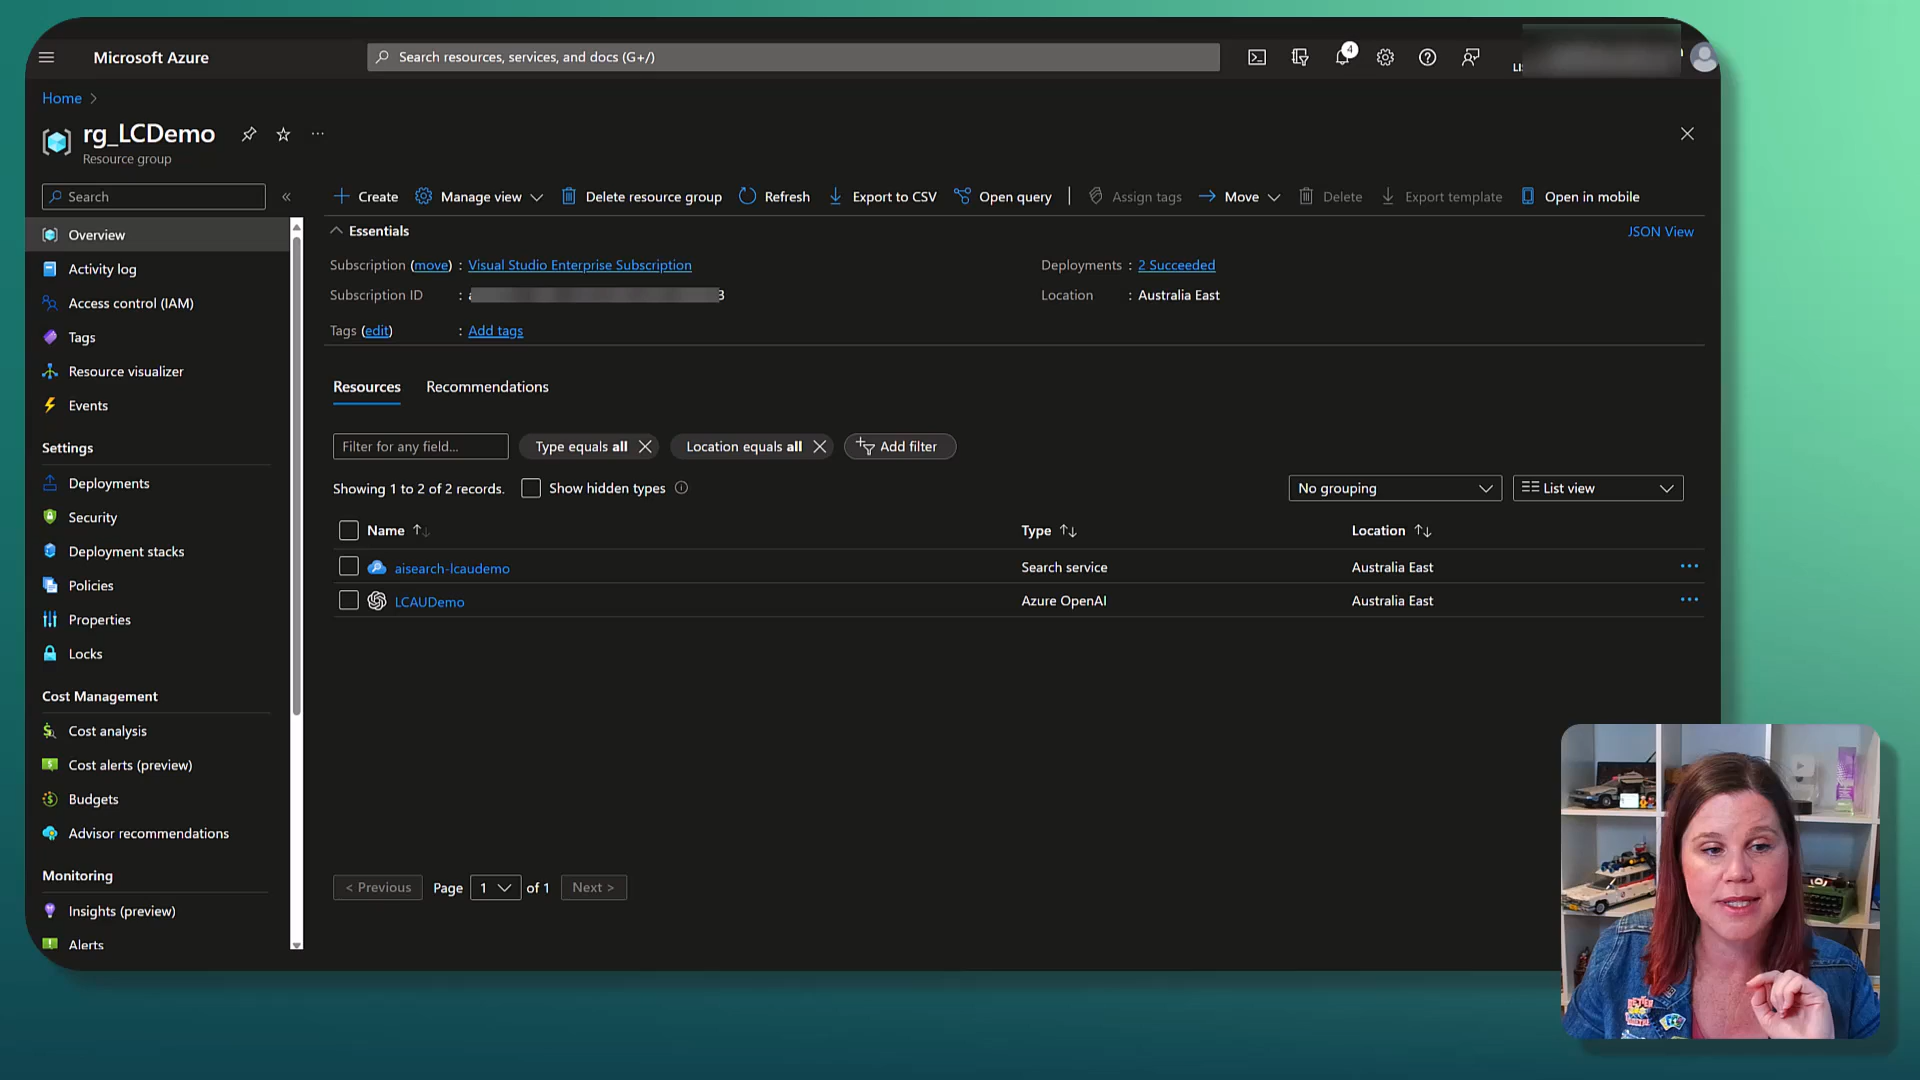 Microsoft Azure
Search resources, services, and docs (G+/)
4
Home
rg_LCDemo
Resource group
Search
Create
Manage view
Delete resource group
Refresh
Export to CSV
Open query
Assign tags
Move
Delete
Export template
Open in mobile
Overview
Activity log
Access control (IAM)
Tags
Resource visualizer
Events
Settings
Deployments
Security
Deployment stacks
Policies
Properties
Locks
Cost Management
Cost analysis
Cost alerts (preview)
Budgets
Advisor recommendations
Monitoring
Insights (preview)
Alerts
Essentials
JSON View
Subscription (move) : Visual Studio Enterprise Subscription
Deployments : 2 Succeeded
Subscription ID : 3
Location : Australia East
Tags (edit) : Add tags
Resources
Recommendations
Filter for any field...
Type equals all
Location equals all
Add filter
Showing 1 to 2 of 2 records.
Show hidden types
No grouping
List view
Name
Type
Location
aisearch-lcaudemo
Search service
Australia East
LCAUDemo
Azure OpenAI
Australia East
< Previous
Page 1 of 1
Next >